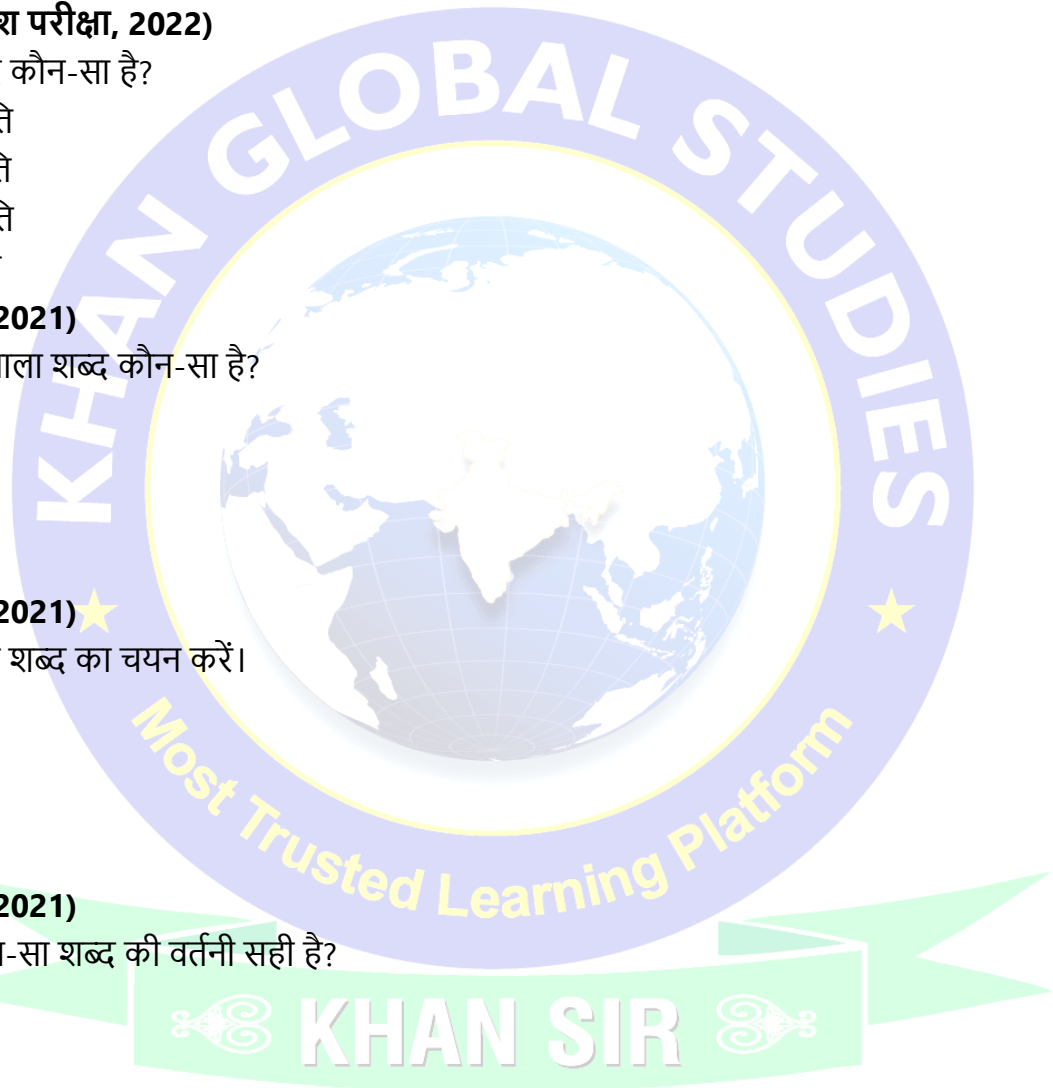 श परीक्षा, 2022)
कौन-सा है?
ति
ति
ति
2021)
ाला शब्द कौन-सा है?
2021)
शब्द का चयन करें।
2021)
-सा शब्द की वर्तनी सही है?
KHAN GLOBAL STUDIES
Most Trusted Learning Platform
KHAN SIR